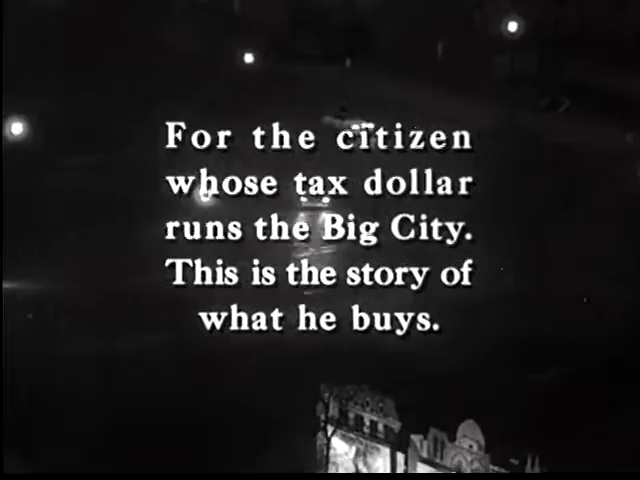 For the citizen
whose tax dollar
runs the Big City.
This is the story of
what he buys.